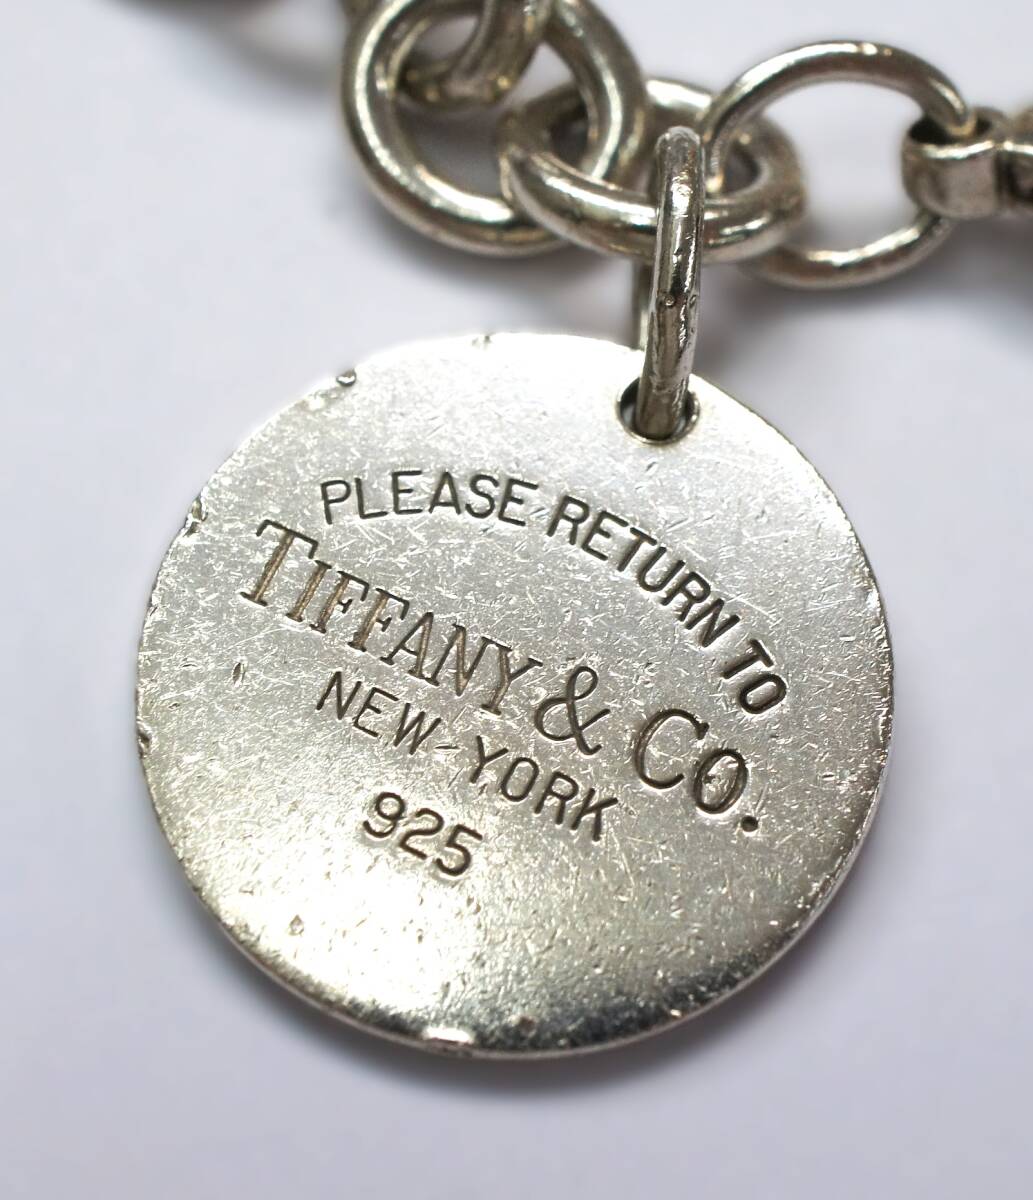 PLEASE RETURN TO
TIFFANY & CO.
NEW YORK
925